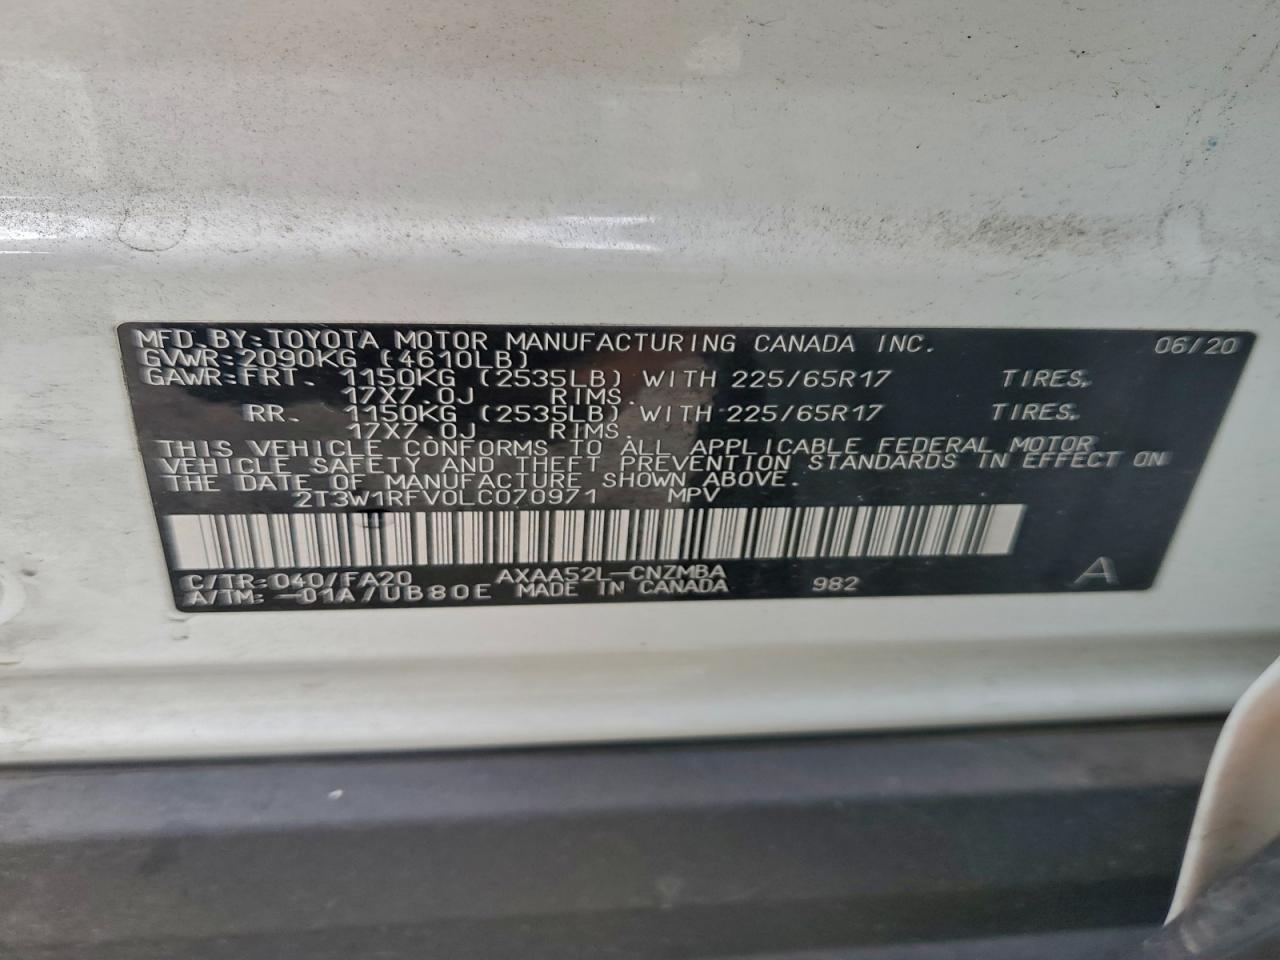 MFD.BY:TOYOTA MOTOR MANUFACTURING CANADA INC. 06/20
GVWR:2090KG (4610LB)
GAWR:FRT. 1150KG (2535LB) WITH 225/65R17 TIRES,
17X7.0J RIMS.
RR. 1150KG (2535LB) WITH 225/65R17 TIRES,
17X7.0J RIMS.
THIS VEHICLE CONFORMS TO ALL APPLICABLE FEDERAL MOTOR
VEHICLE SAFETY AND THEFT PREVENTION STANDARDS IN EFFECT ON
THE DATE OF MANUFACTURE SHOWN ABOVE.
2T3W1RFV0LC070971 MPV
C/TR:040/FA20 AXAA52L-CNZMBA 982 A
A/TM: -01A/UB80E MADE IN CANADA